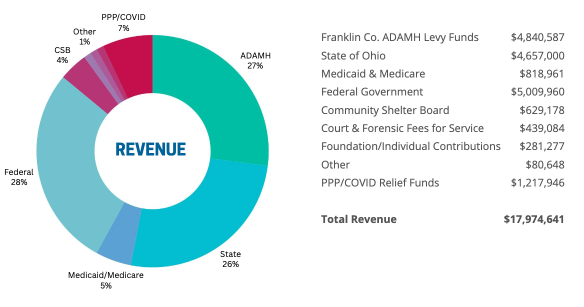 PPP/COVID
7%
Other
1%
CSB
4%
ADAMH
27%
REVENUE
Federal
28%
State
26%
Medicaid/Medicare
5%
Franklin Co. ADAMH Levy Funds $4,840,587
State of Ohio $4,657,000
Medicaid & Medicare $818,961
Federal Government $5,009,960
Community Shelter Board $629,178
Court & Forensic Fees for Service $439,084
Foundation/Individual Contributions $281,277
Other $80,648
PPP/COVID Relief Funds $1,217,946
Total Revenue $17,974,641